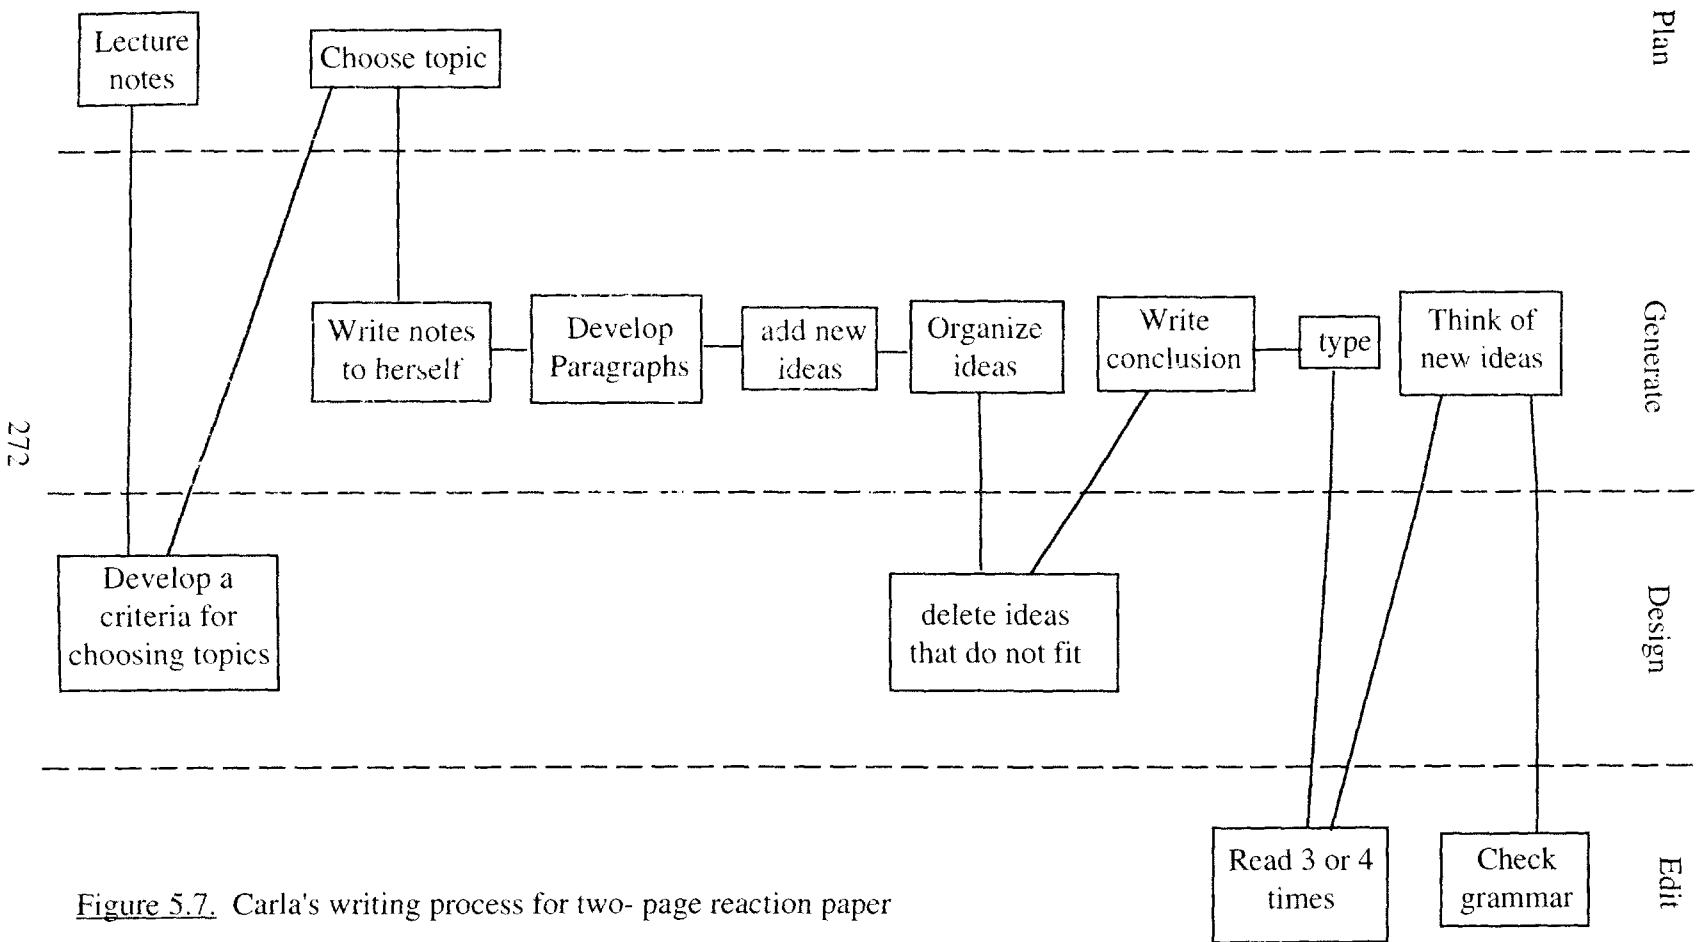 Lecture
notes
Choose topic
Plan
Write notes
to herself
Develop
Paragraphs
add new
ideas
Organize
ideas
Write
conclusion
type
Think of
new ideas
Generate
272
Develop a
criteria for
choosing topics
delete ideas
that do not fit
Design
Read 3 or 4
times
Check
grammar
Edit
Figure 5.7. Carla's writing process for two- page reaction paper